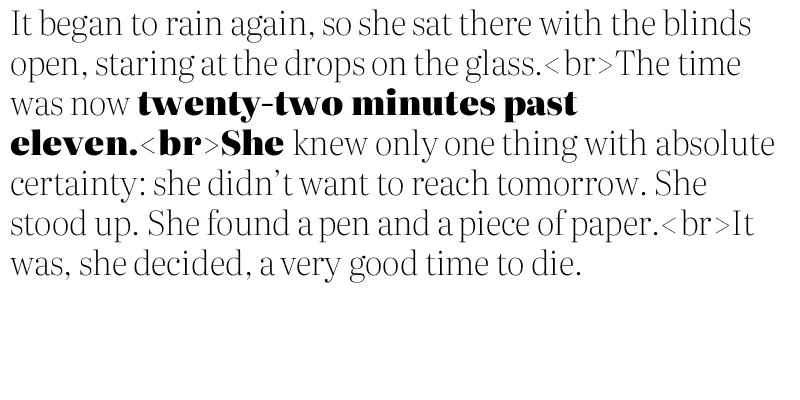 It began to rain again, so she sat there with the blinds
open, staring at the drops on the glass.<br>The time
was now twenty-two minutes past
eleven.<br>She knew only one thing with absolute
certainty: she didn’t want to reach tomorrow. She
stood up. She found a pen and a piece of paper.<br>It
was, she decided, a very good time to die.